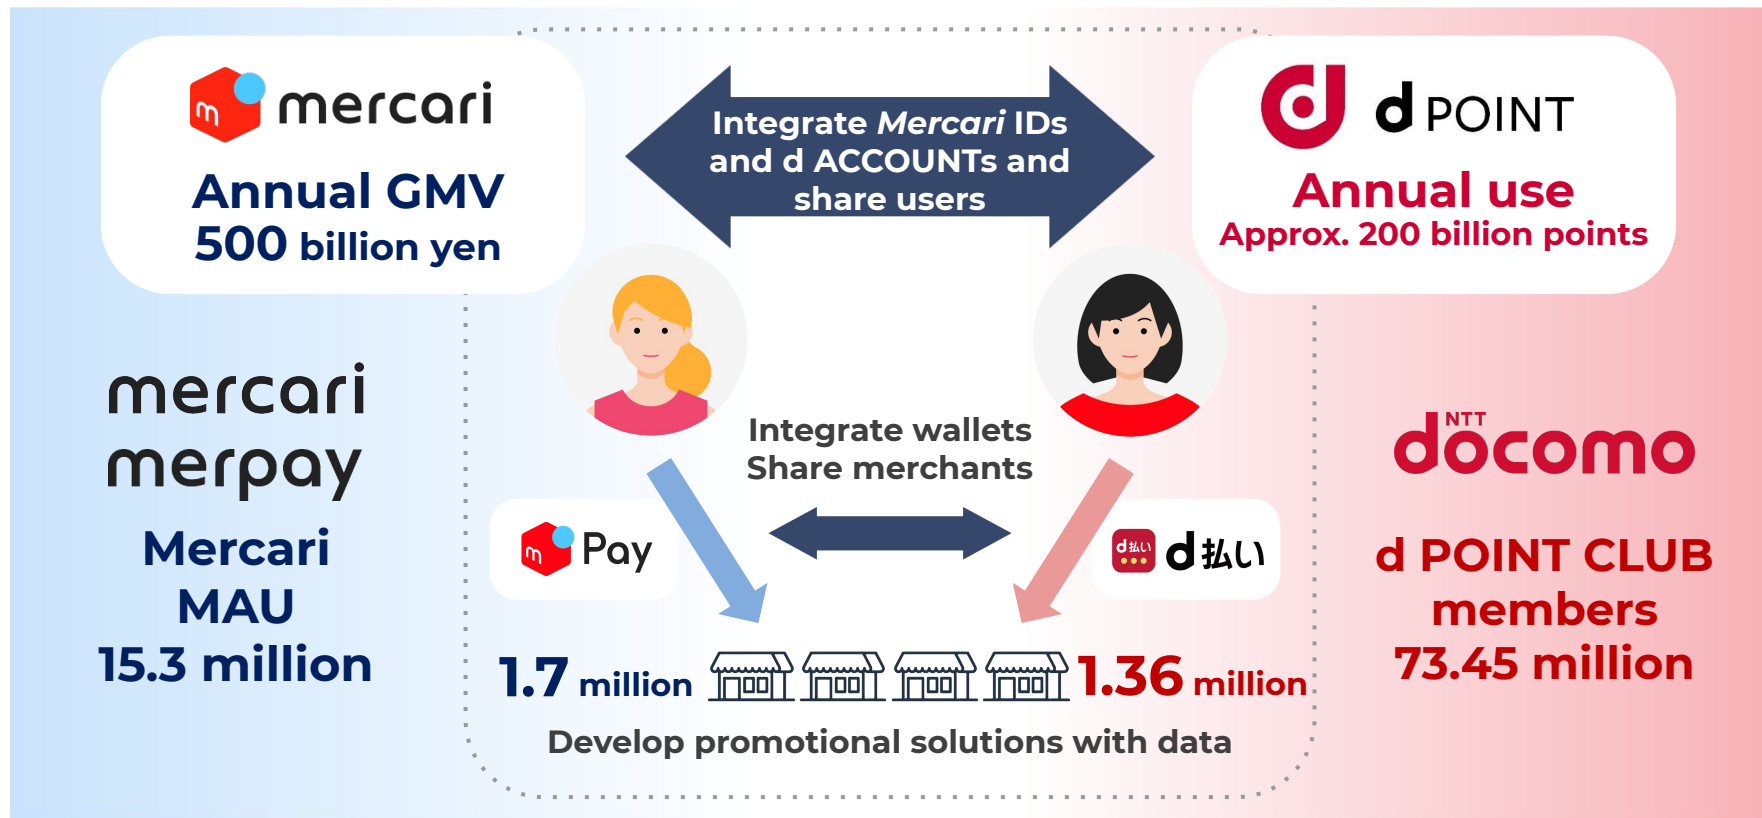 m mercari
Annual GMV
500 billion yen
Integrate Mercari IDs
and d ACCOUNTs and
share users
d d POINT
Annual use
Approx. 200 billion points
mercari
merpay
Mercari
MAU
15.3 million
Integrate wallets
Share merchants
m Pay
d払い d払い
NTT
docomo
d POINT CLUB
members
73.45 million
1.7 million
1.36 million
Develop promotional solutions with data